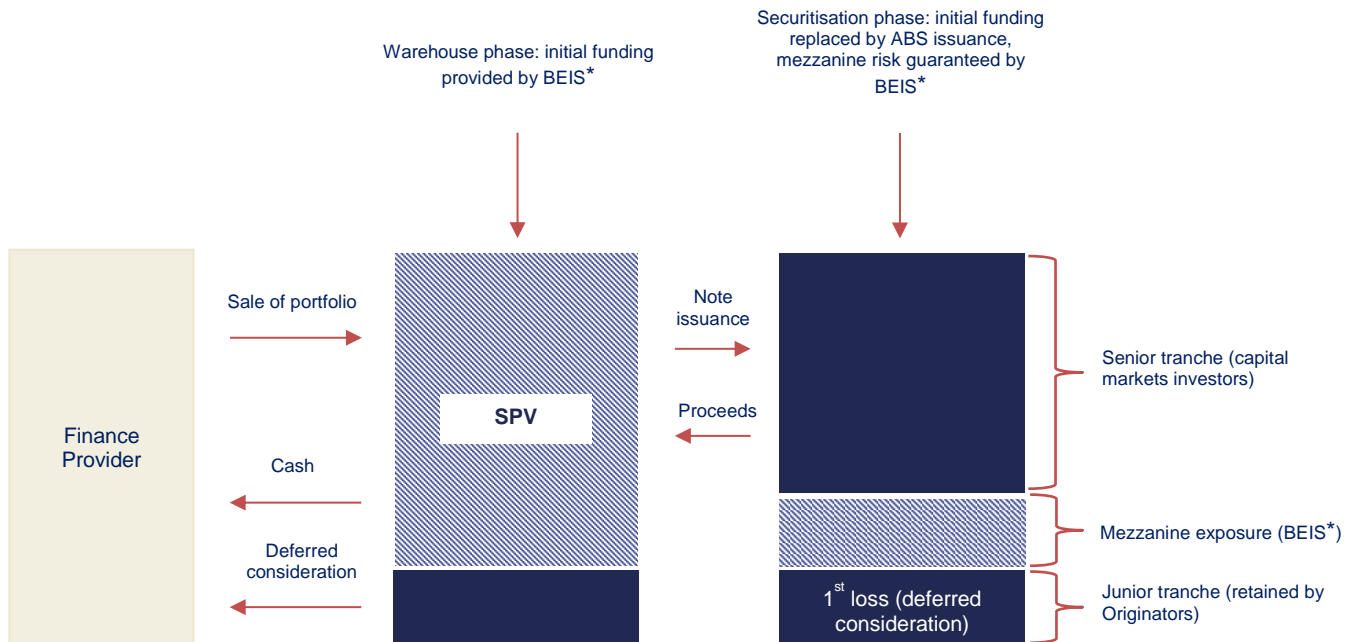 Securitisation phase: initial funding
replaced by ABS issuance,
mezzanine risk guaranteed by
BEIS*
Warehouse phase: initial funding
provided by BEIS*
Sale of portfolio
Note
issuance
Senior tranche (capital
markets investors)
SPV
Proceeds
Finance
Provider
Cash
Mezzanine exposure (BEIS*)
Deferred
consideration
1st loss (deferred
consideration)
Junior tranche (retained by
Originators)